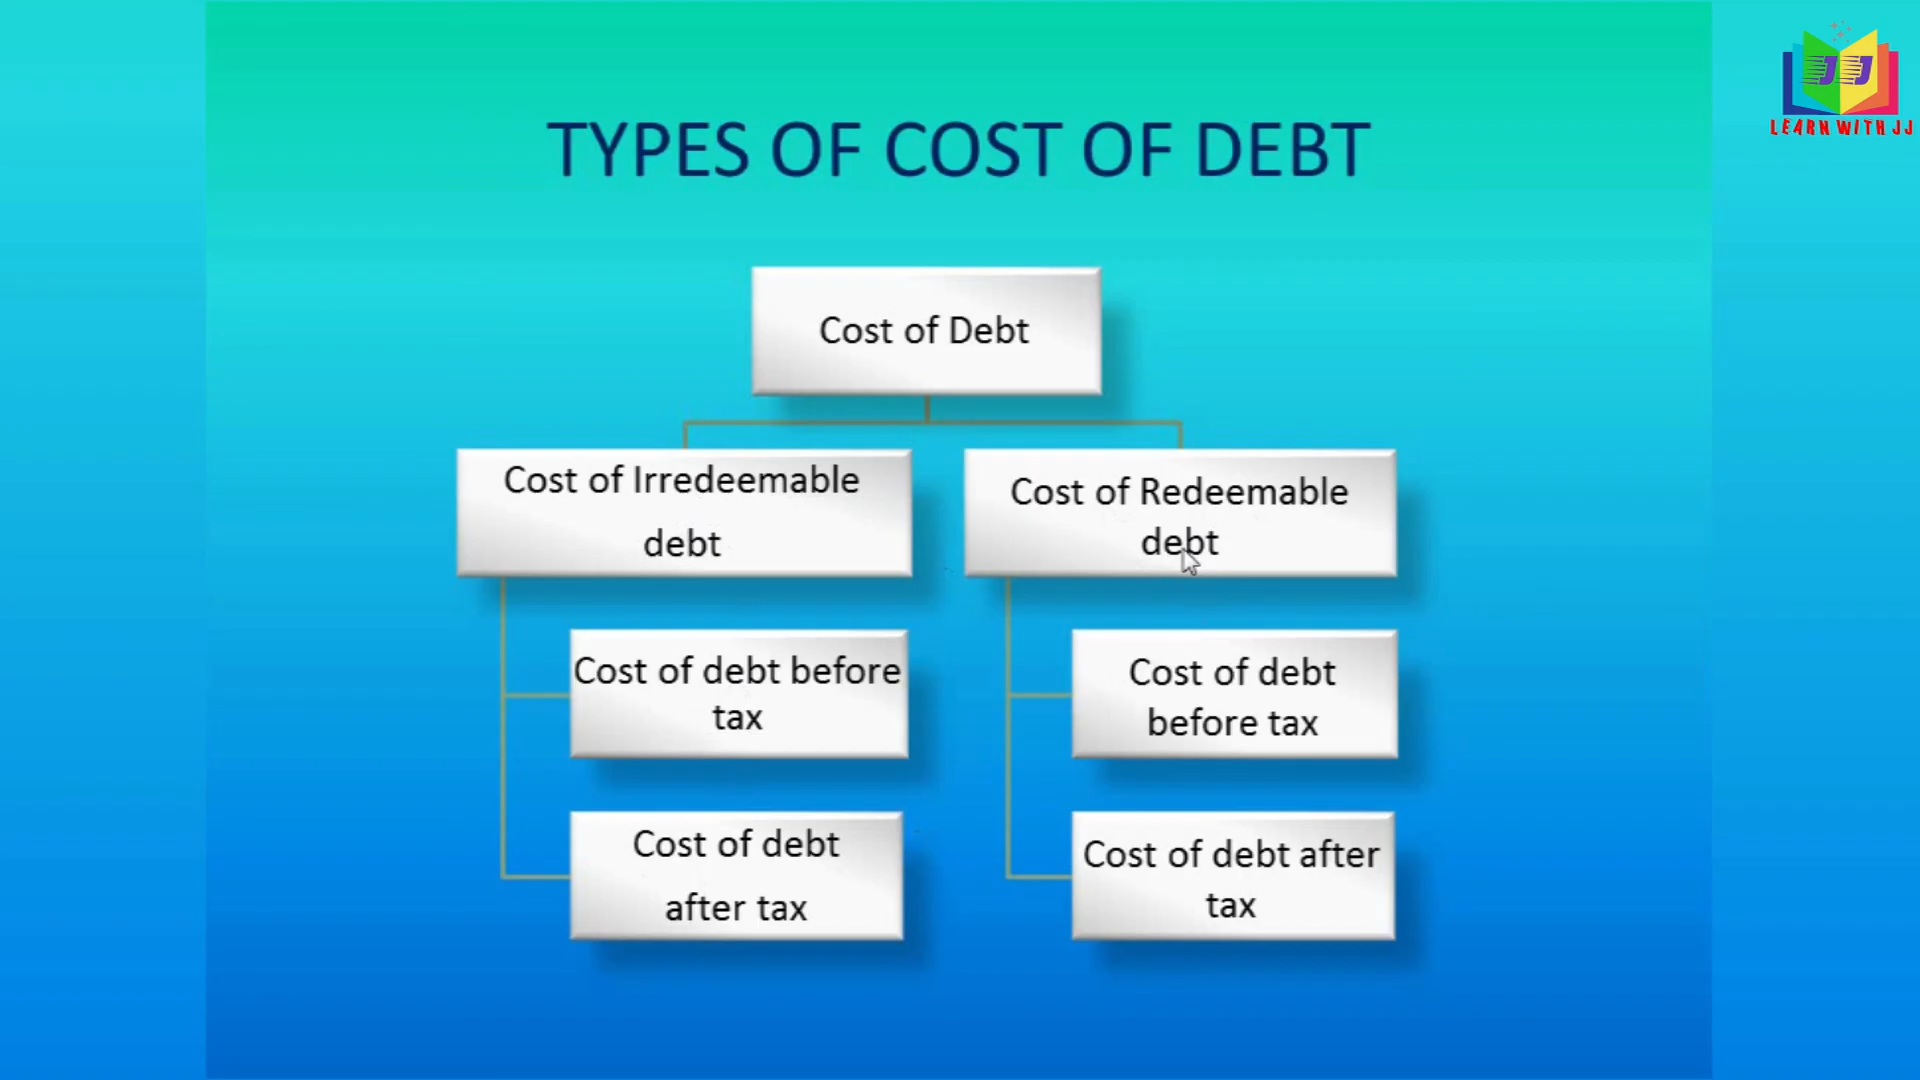 JJ
LEARN WITH JJ
TYPES OF COST OF DEBT
Cost of Debt
Cost of Irredeemable
debt
Cost of Redeemable
debt
Cost of debt before
tax
Cost of debt
before tax
Cost of debt
after tax
Cost of debt after
tax